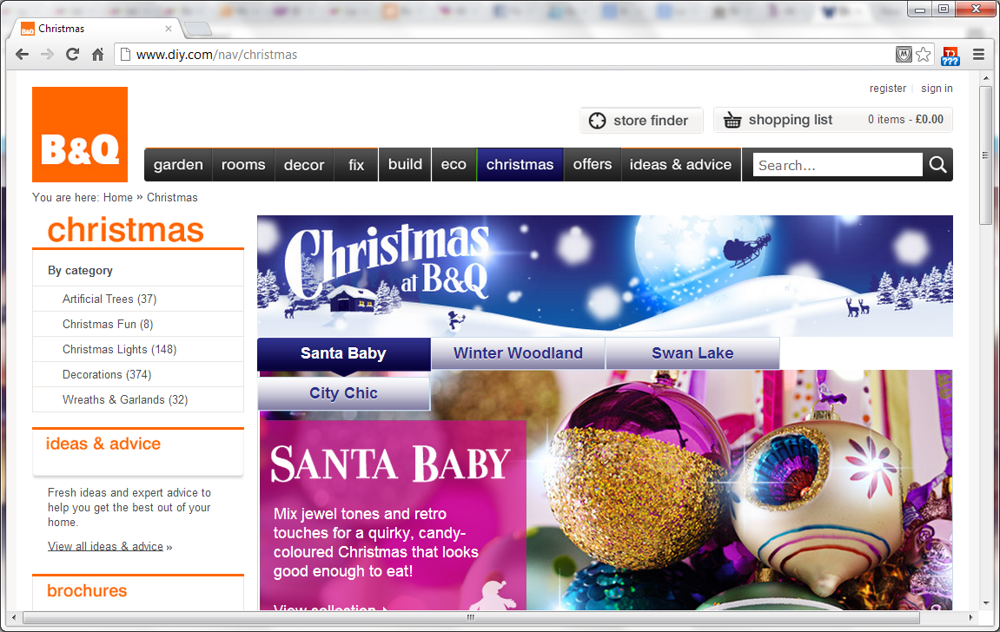 Christmas
www.diy.com/nav/christmas
register
sign in
B&Q
store finder
shopping list
0 items - £0.00
garden
rooms
decor
fix
build
eco
christmas
offers
ideas & advice
Search...
You are here: Home » Christmas
christmas
By category
Artificial Trees (37)
Christmas Fun (8)
Christmas Lights (148)
Decorations (374)
Wreaths & Garlands (32)
ideas & advice
Fresh ideas and expert advice to
help you get the best out of your
home.
View all ideas & advice »
brochures
Christmas
at B&Q
Santa Baby
Winter Woodland
Swan Lake
City Chic
SANTA BABY
Mix jewel tones and retro
touches for a quirky, candy-
coloured Christmas that looks
good enough to eat!
View collection